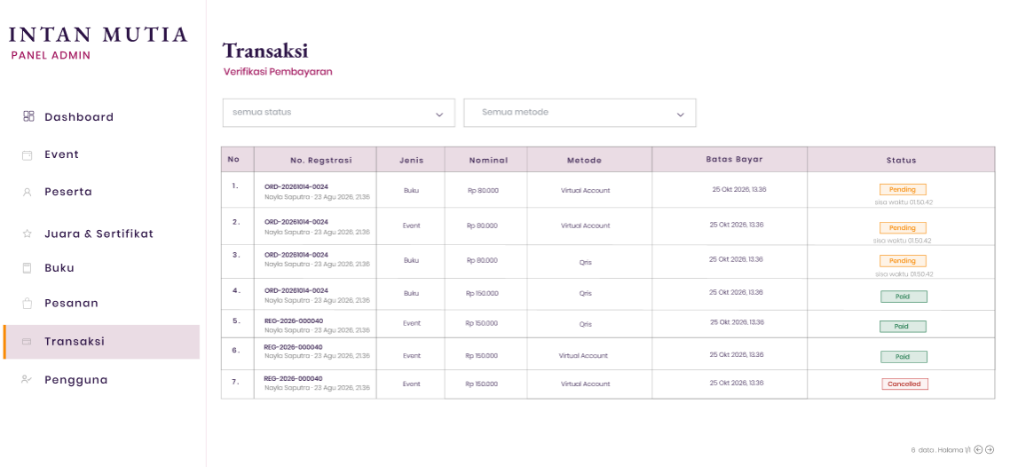 INTAN MUTIA
PANEL ADMIN
Dashboard
Event
Peserta
Juara & Sertifikat
Buku
Pesanan
Transaksi
Pengguna
Transaksi
Verifikasi Pembayaran
semua status
Semua metode
No No. Regstrasi Jenis Nominal Metode Batas Bayar Status
1. ORD-20261014-0024 Buku Rp 80.000 Virtual Account 25 Okt 2026, 13.36 Pending
Nayla Saputra · 23 Agu 2026, 21.36 sisa waktu 01:50:42
2. ORD-20261014-0024 Event Rp 80.000 Virtual Account 25 Okt 2026, 13.36 Pending
Nayla Saputra · 23 Agu 2026, 21.36 sisa waktu 01:50:42
3. ORD-20261014-0024 Buku Rp 80.000 Qris 25 Okt 2026, 13.36 Pending
Nayla Saputra · 23 Agu 2026, 21.36 sisa waktu 01:50:42
4. ORD-20261014-0024 Buku Rp 150.000 Qris 25 Okt 2026, 13.36 Paid
Nayla Saputra · 23 Agu 2026, 21.36
5. REG-2026-000040 Event Rp 150.000 Qris 25 Okt 2026, 13.36 Paid
Nayla Saputra · 23 Agu 2026, 21.36
6. REG-2026-000040 Event Rp 150.000 Virtual Account 25 Okt 2026, 13.36 Paid
Nayla Saputra · 23 Agu 2026, 21.36
7. REG-2026-000040 Event Rp 150.000 Virtual Account 25 Okt 2026, 13.36 Cancelled
Nayla Saputra · 23 Agu 2026, 21.36
data. Halama 1/1